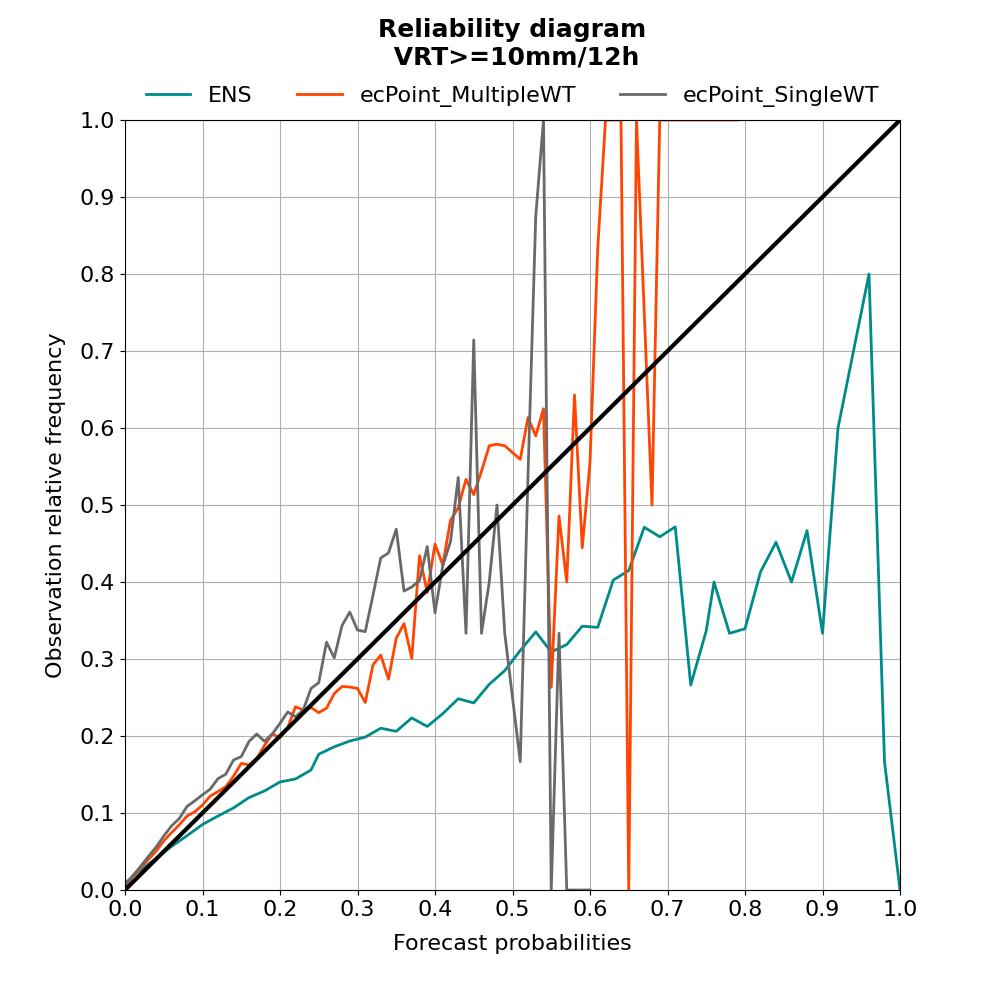 Reliability diagram
VRT>=10mm/12h
ENS ecPoint_MultipleWT ecPoint_SingleWT
1.0
0.9
0.8
0.7
0.6
0.5
0.4
0.3
0.2
0.1
0.0
Observation relative frequency
0.0 0.1 0.2 0.3 0.4 0.5 0.6 0.7 0.8 0.9 1.0
Forecast probabilities